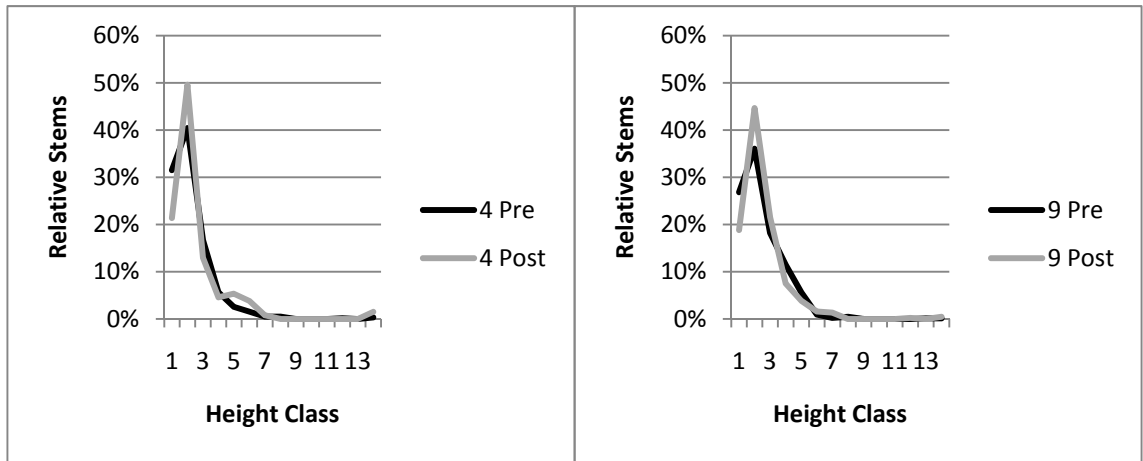 60%
50%
40%
30%
20%
10%
0%
Relative Stems
1 3 5 7 9 11 13
Height Class
4 Pre
4 Post
60%
50%
40%
30%
20%
10%
0%
Relative Stems
1 3 5 7 9 11 13
Height Class
9 Pre
9 Post